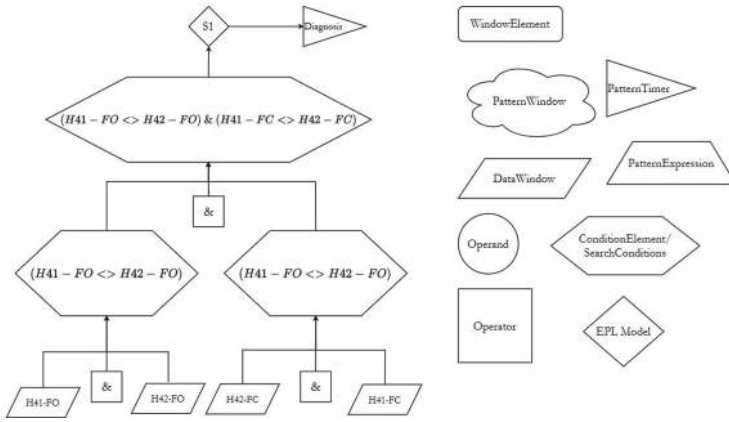 S1
Diagnosis
(H41 – FO <> H42 – FO) & (H41 – FC <> H42 – FC)
&
(H41 – FO <> H42 – FO)
(H41 – FO <> H42 – FO)
H41-FO
&
H42-FO
H42-FC
&
H41-FC
WindowElement
PatternWindow
PatternTimer
DataWindow
PatternExpression
Operand
ConditionElement/
SearchConditions
Operator
EPL Model